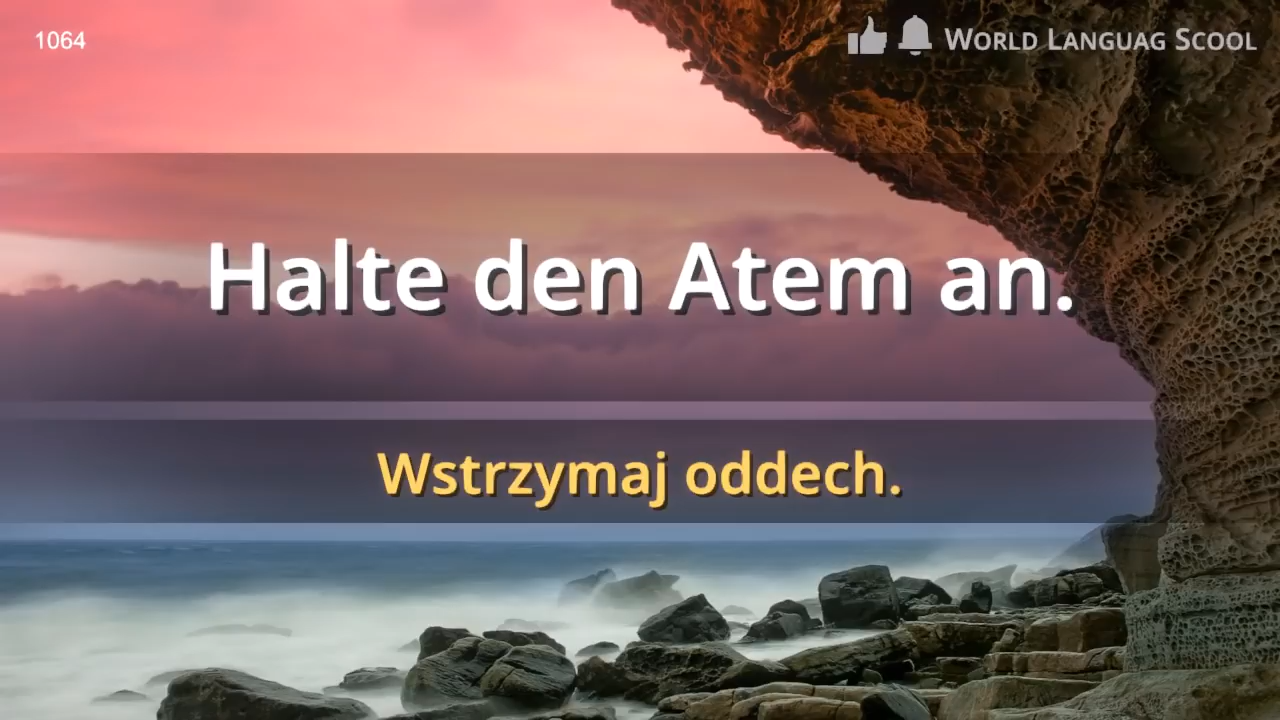 1064
WORLD LANGUAG SCOOL
Halte den Atem an.
Wstrzymaj oddech.